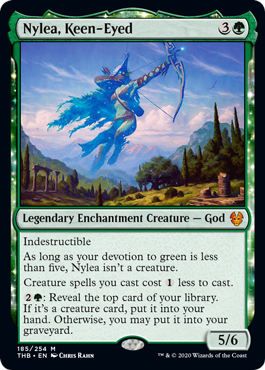 Nylea, Keen-Eyed 3
Legendary Enchantment Creature — God
Indestructible
As long as your devotion to green is less
than five, Nylea isn't a creature.
Creature spells you cast cost 1 less to cast.
2: Reveal the top card of your library.
If it's a creature card, put it into your
hand. Otherwise, you may put it into your
graveyard.
5/6
185/254 M
THB • EN Chris Rahn
™ & © 2020 Wizards of the Coast